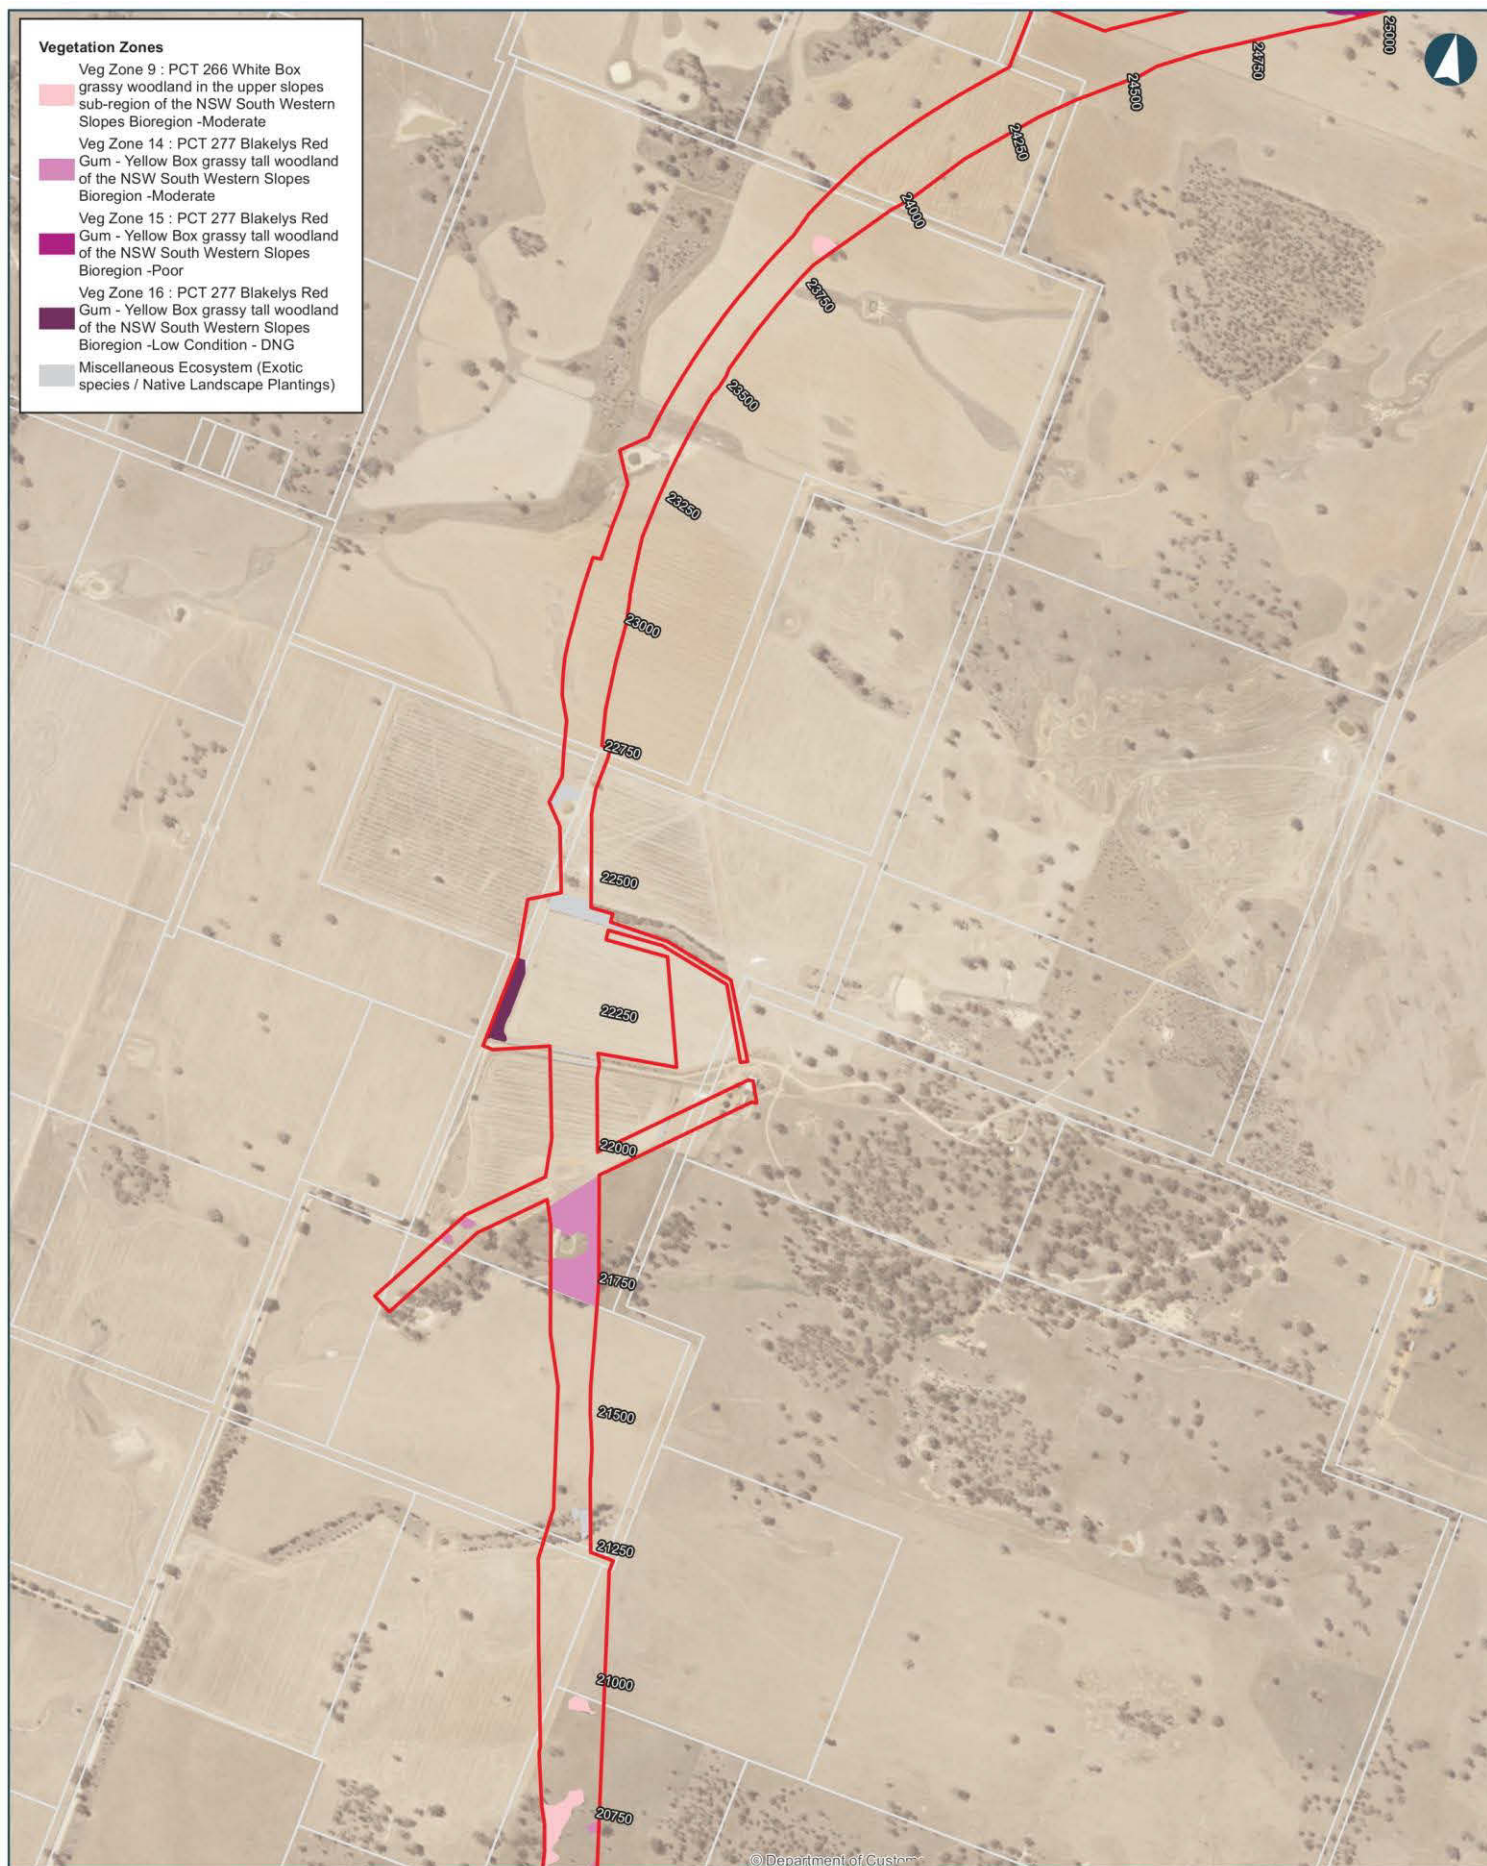 Vegetation Zones
Veg Zone 9 : PCT 266 White Box
grassy woodland in the upper slopes
sub-region of the NSW South Western
Slopes Bioregion -Moderate
Veg Zone 14 : PCT 277 Blakelys Red
Gum - Yellow Box grassy tall woodland
of the NSW South Western Slopes
Bioregion -Moderate
Veg Zone 15 : PCT 277 Blakelys Red
Gum - Yellow Box grassy tall woodland
of the NSW South Western Slopes
Bioregion -Poor
Veg Zone 16 : PCT 277 Blakelys Red
Gum - Yellow Box grassy tall woodland
of the NSW South Western Slopes
Bioregion -Low Condition - DNG
Miscellaneous Ecosystem (Exotic
species / Native Landscape Plantings)
25000
24750
24500
24250
24000
23750
23500
23250
23000
22750
22500
22250
22000
21750
21500
21250
21000
20750
© Department of